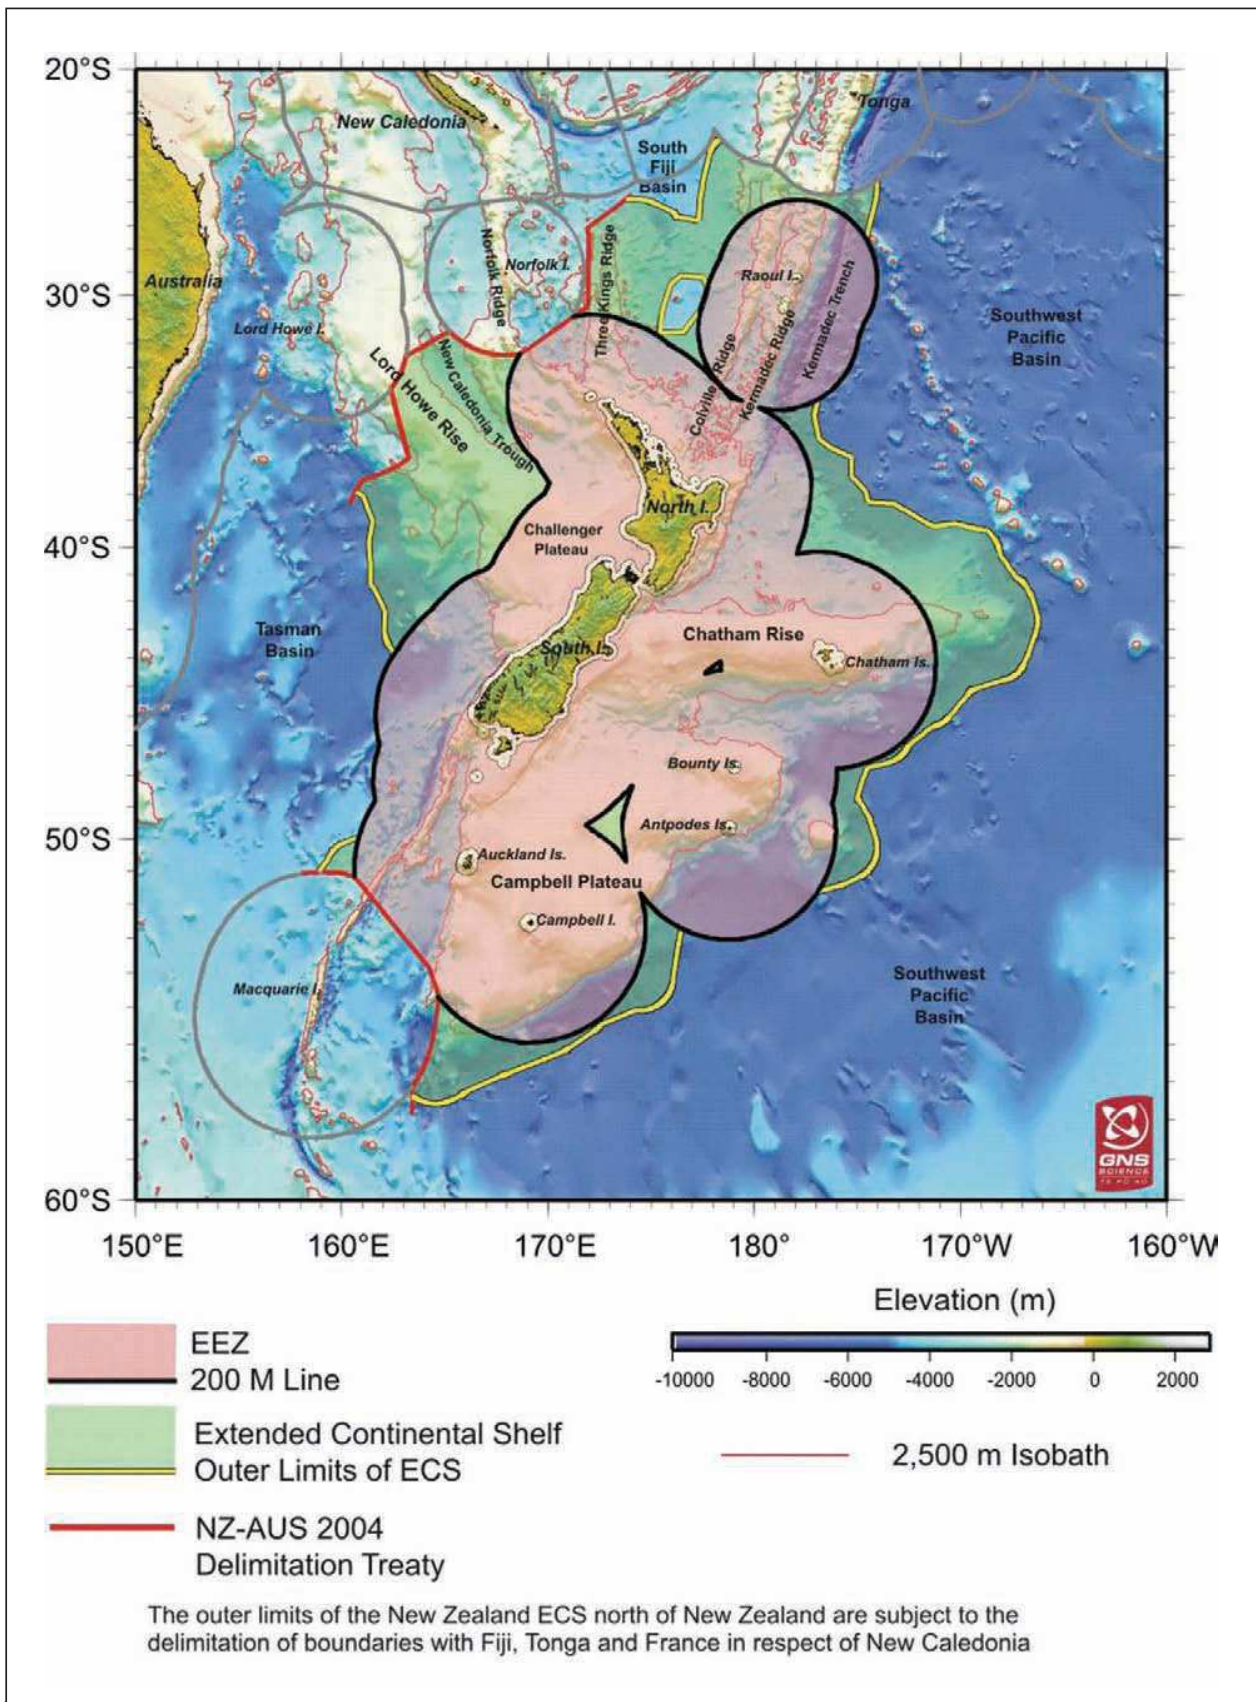 20°S
30°S
40°S
50°S
60°S
150°E
160°E
170°E
180°
170°W
160°W
New Caledonia
Tonga
South
Fiji
Basin
Australia
Norfolk Ridge
Norfolk I.
Three Kings Ridge
Raoul I.
Lord Howe I.
Colville Ridge
Kermadec Ridge
Kermadec Trench
Southwest
Pacific
Basin
Lord Howe Rise
New Caledonia Trough
North I.
Challenger
Plateau
Tasman
Basin
South I.
Chatham Rise
Chatham Is.
Bounty Is.
Antpodes Is.
Auckland Is.
Campbell Plateau
Campbell I.
Macquarie I.
Southwest
Pacific
Basin
GNS
SCIENCE
TE PŪ AO
Elevation (m)
-10000 -8000 -6000 -4000 -2000 0 2000
EEZ
200 M Line
Extended Continental Shelf
Outer Limits of ECS
2,500 m Isobath
NZ-AUS 2004
Delimitation Treaty
The outer limits of the New Zealand ECS north of New Zealand are subject to the
delimitation of boundaries with Fiji, Tonga and France in respect of New Caledonia